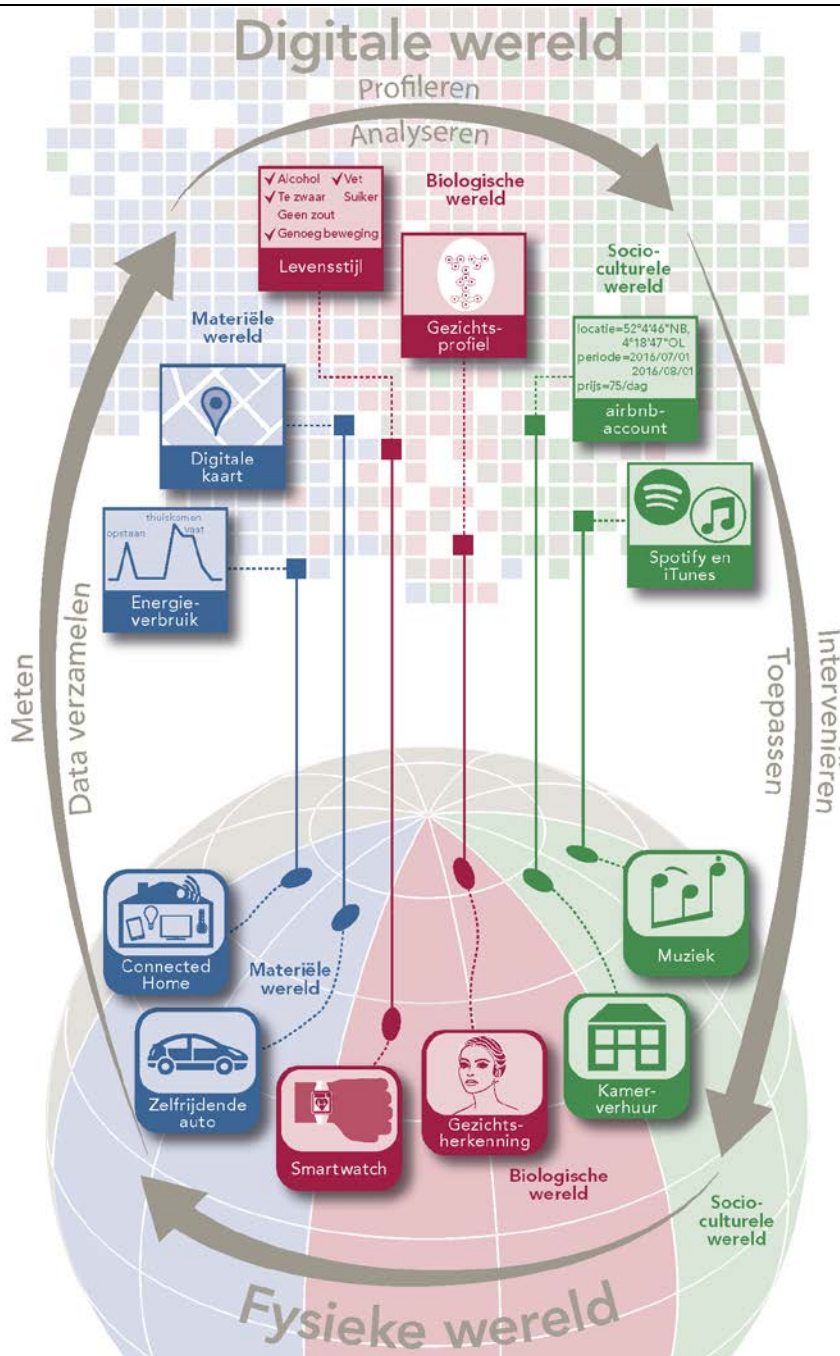 Digitale wereld
Profileren
Analyseren
✓ Alcohol ✓ Vet
✓ Te zwaar Suiker
Geen zout
✓ Genoeg beweging
Levensstijl
Biologische
wereld
Gezichts-
profiel
Socio-
culturele
wereld
Materiële
wereld
locatie=52°4'46"NB,
4°18'47"OL
periode=2016/07/01
2016/08/01
prijs=75/dag
airbnb-
account
Digitale
kaart
Spotify en
iTunes
thuiskomen
opstaan
vaat
Energie-
verbruik
Meten
Data verzamelen
Interveniëren
Toepassen
Connected
Home
Materiële
wereld
Muziek
Zelfrijdende
auto
Smartwatch
Gezichts-
herkenning
Kamer-
verhuur
Biologische
wereld
Socio-
culturele
wereld
Fysieke wereld